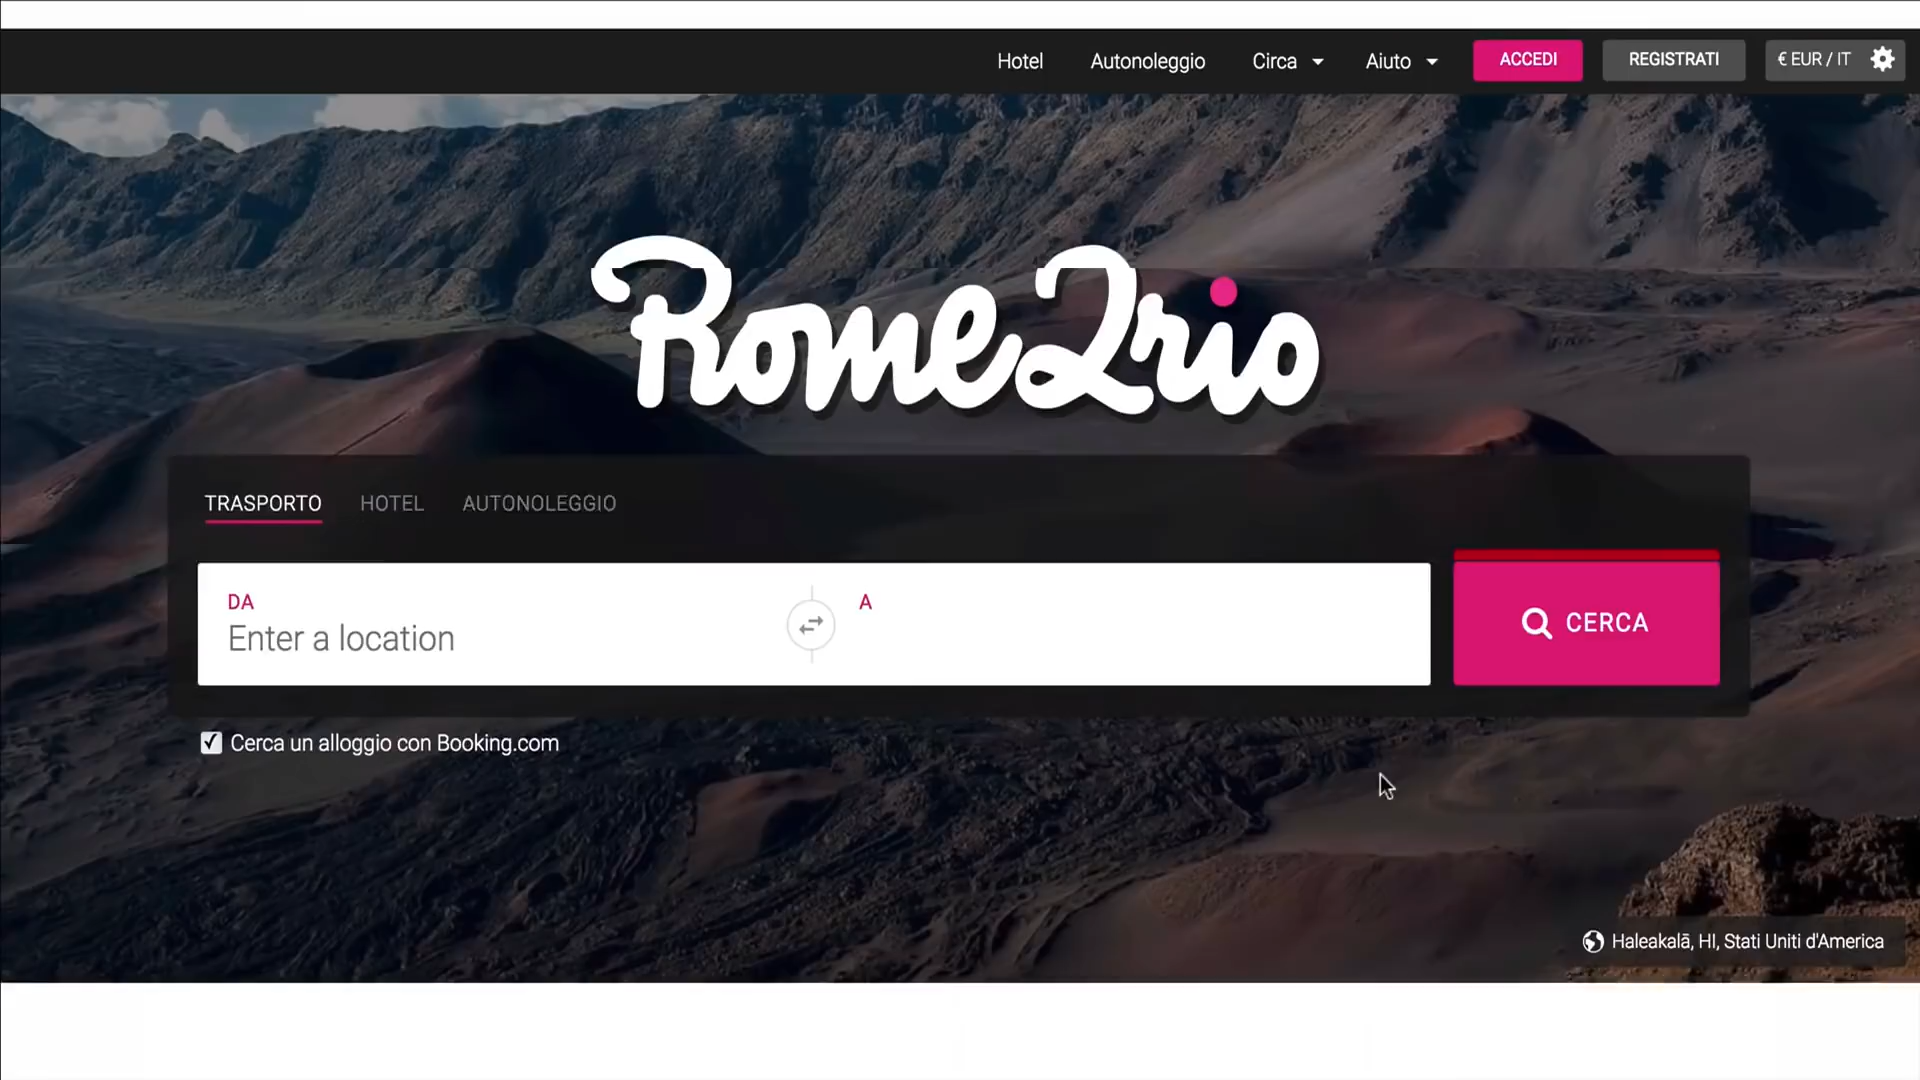 Hotel Autonoleggio Circa Aiuto ACCEDI REGISTRATI € EUR / IT
Rome2rio
TRASPORTO HOTEL AUTONOLEGGIO
DA A
Enter a location
CERCA
Cerca un alloggio con Booking.com
Haleakalā, HI, Stati Uniti d'America